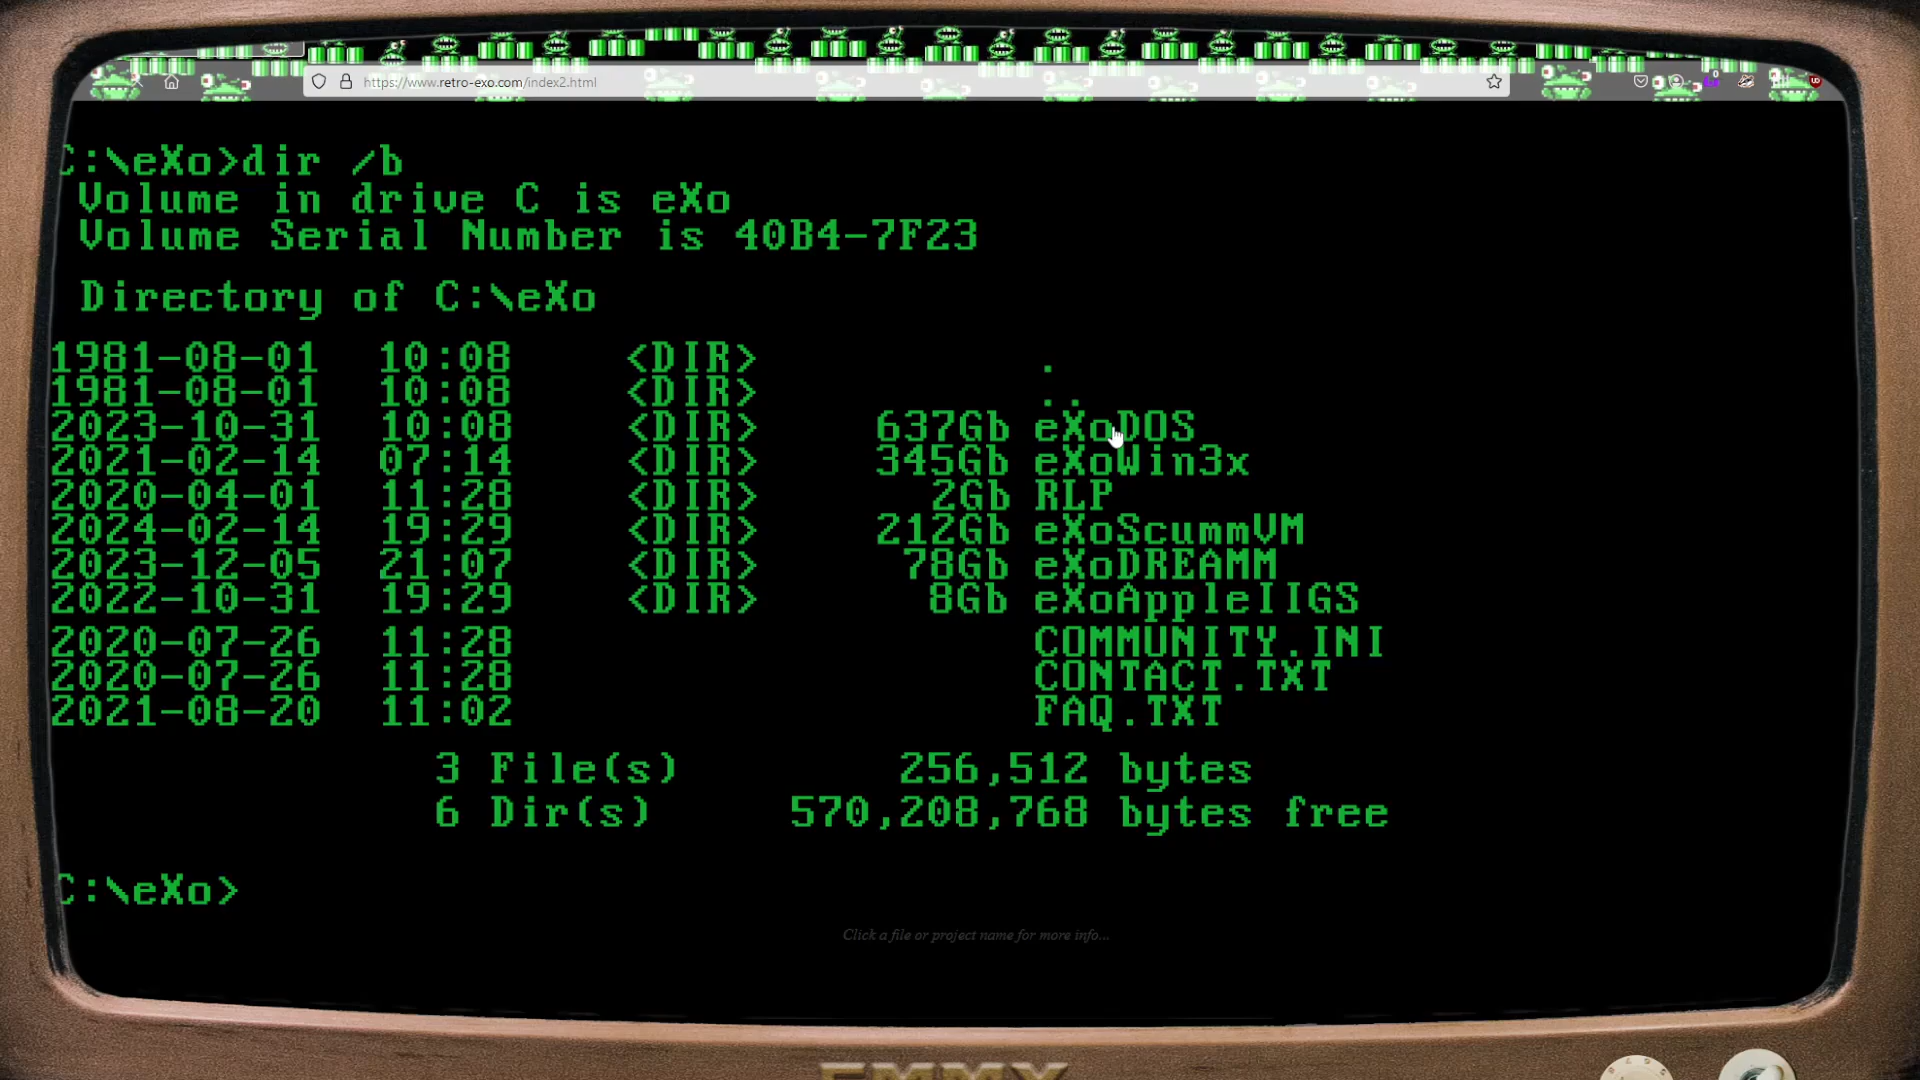 https://www.retro-exo.com/index2.html
C:\eXo>dir /b
Volume in drive C is eXo
Volume Serial Number is 40B4-7F23
Directory of C:\eXo
1981-08-01 10:08 <DIR> .
1981-08-01 10:08 <DIR> ..
2023-10-31 10:08 <DIR> 637Gb eXoDOS
2021-02-14 07:14 <DIR> 345Gb eXoWin3x
2020-04-01 11:28 <DIR> 2Gb RLP
2024-02-14 19:29 <DIR> 212Gb eXoScummVM
2023-12-05 21:07 <DIR> 78Gb eXoDREAMM
2022-10-31 19:29 <DIR> 8Gb eXoAppleIIGS
2020-07-26 11:28 COMMUNITY.INI
2020-07-26 11:28 CONTACT.TXT
2021-08-20 11:02 FAQ.TXT
3 File(s) 256,512 bytes
6 Dir(s) 570,208,768 bytes free
C:\eXo>
Click a file or project name for more info...